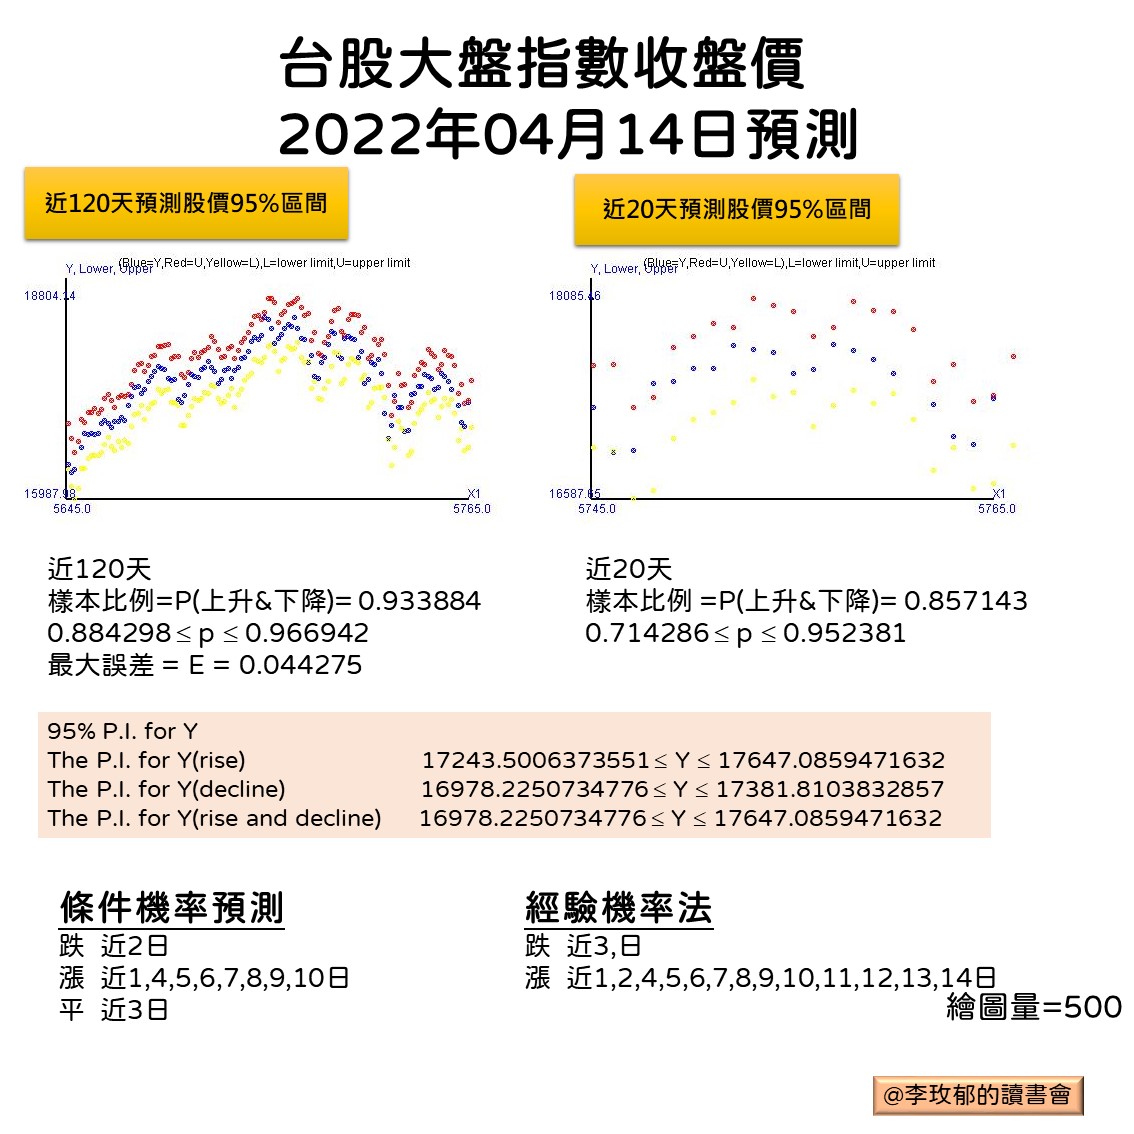 台股大盤指數收盤價
2022年04月14日預測
近120天預測股價95%區間
近20天預測股價95%區間
Y, Lower, Upper
(Blue=Y,Red=U,Yellow=L),L=lower limit,U=upper limit
18804.14
15987.98
5645.0
X1
5765.0
Y, Lower, Upper
(Blue=Y,Red=U,Yellow=L),L=lower limit,U=upper limit
18085.46
16587.65
5745.0
X1
5765.0
近120天
樣本比例=P(上升&下降)= 0.933884
0.884298≤ p ≤ 0.966942
最大誤差 = E = 0.044275
近20天
樣本比例 =P(上升&下降)= 0.857143
0.714286≤ p ≤ 0.952381
95% P.I. for Y
The P.I. for Y(rise) 17243.5006373551≤ Y ≤ 17647.0859471632
The P.I. for Y(decline) 16978.2250734776≤ Y ≤ 17381.8103832857
The P.I. for Y(rise and decline) 16978.2250734776≤ Y ≤ 17647.0859471632
條件機率預測
跌 近2日
漲 近1,4,5,6,7,8,9,10日
平 近3日
經驗機率法
跌 近3,日
漲 近1,2,4,5,6,7,8,9,10,11,12,13,14日
繪圖量=500
@李玫郁的讀書會